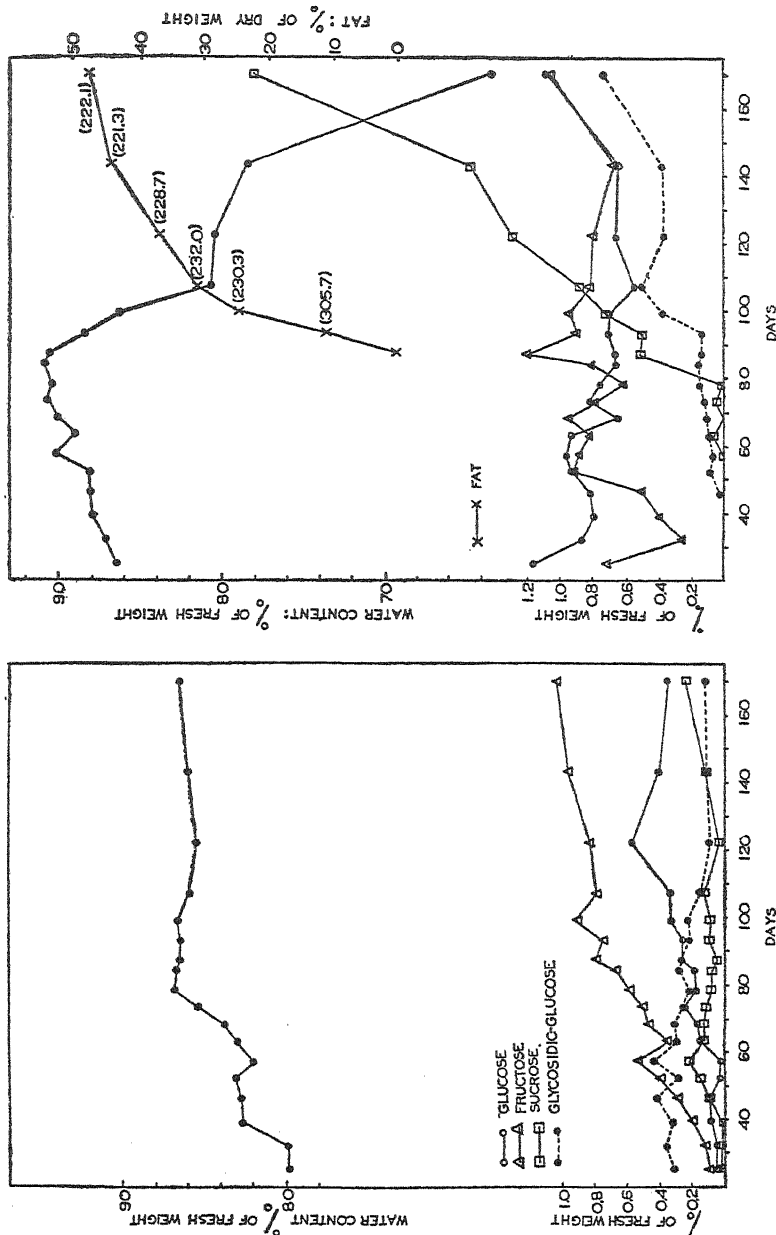 90
80
WATER CONTENT %
OF FRESH WEIGHT
1.0
0.8
0.6
0.4
0.2
% OF FRESH WEIGHT
GLUCOSE
FRUCTOSE
SUCROSE
GLYCOSIDIC-GLUCOSE
40 60 80 100 120 140 160
DAYS
90
80
70
WATER CONTENT: % OF FRESH WEIGHT
1.2
1.0
0.8
0.6
0.4
0.2
% OF FRESH WEIGHT
FAT
(305.7)
(230.3)
(232.0)
(228.7)
(221.3)
(222.1)
50
40
30
20
10
0
FAT: % OF DRY WEIGHT
40 60 80 100 120 140 160
DAYS